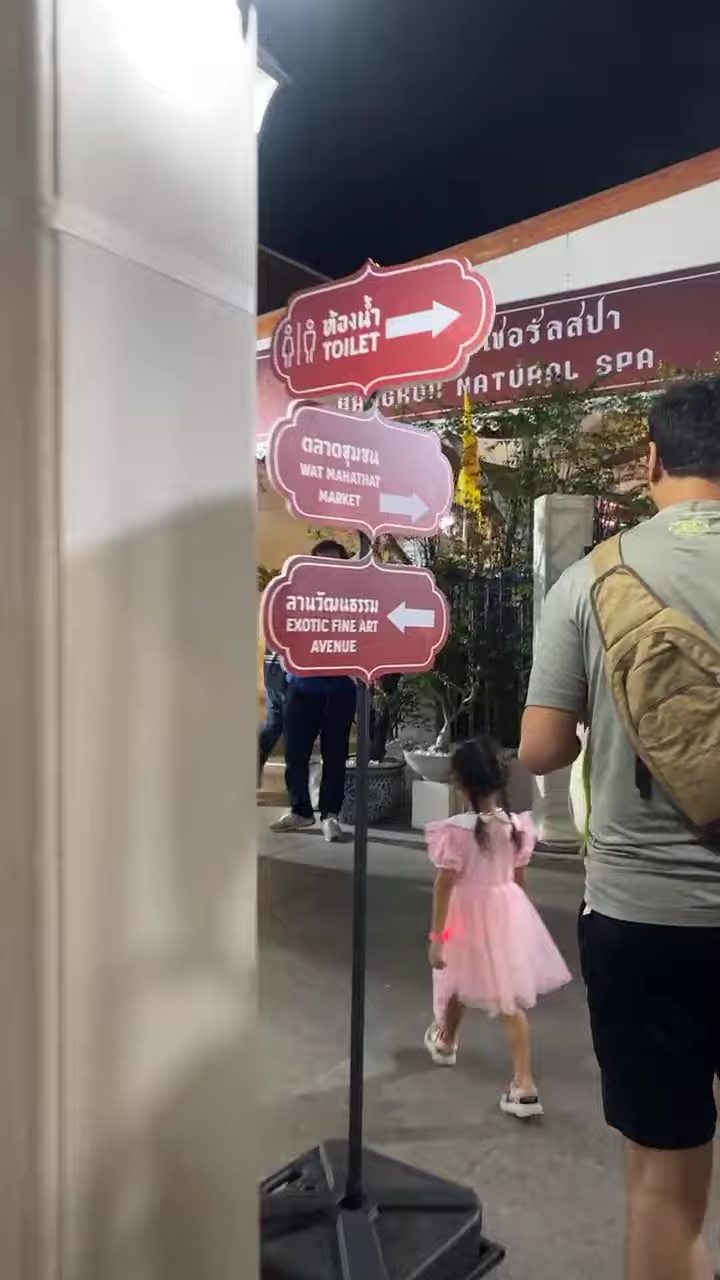 ห้องน้ำ
TOILET
ตลาดชุมชน
WAT MAHATHAT
MARKET
ลานวัฒนธรรม
EXOTIC FINE ART
AVENUE
NATURAL SPA